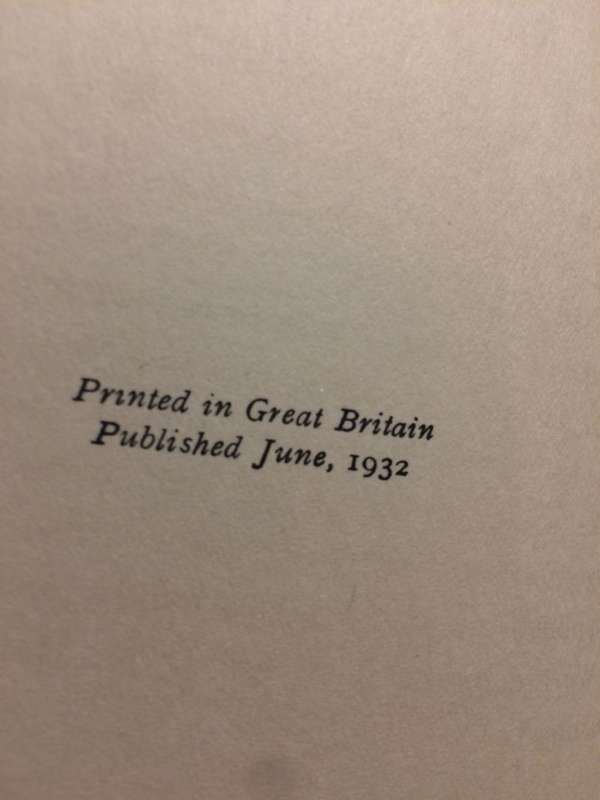 Printed in Great Britain
Published June, 1932